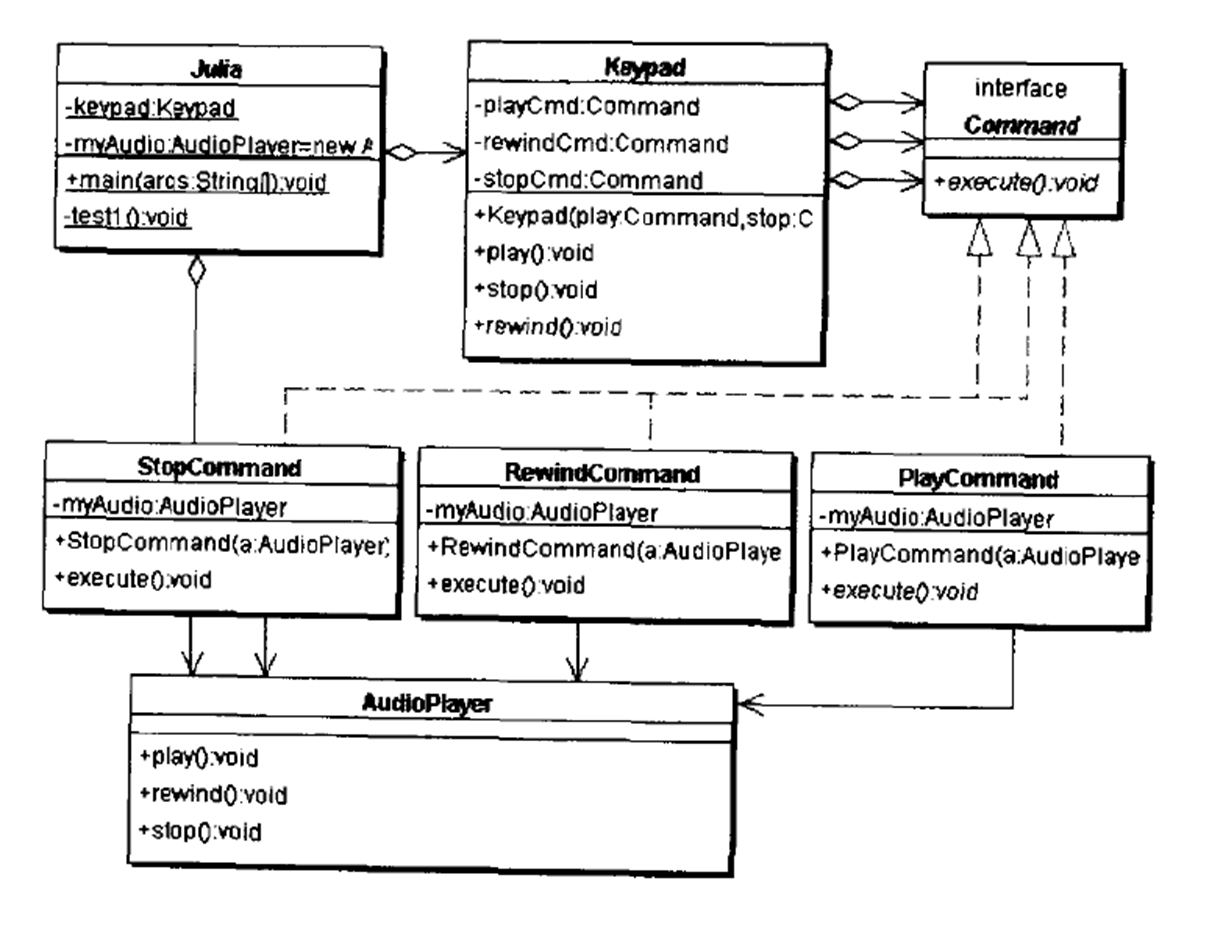 Julia
-keypad:Keypad
-myAudio:AudioPlayer=new A
+main(arcs:String[]):void
-test1():void
Keypad
-playCmd:Command
-rewindCmd:Command
-stopCmd:Command
+Keypad(play:Command,stop:C
+play():void
+stop():void
+rewind():void
interface
Command
+execute():void
StopCommand
-myAudio:AudioPlayer
+StopCommand(a:AudioPlayer)
+execute():void
RewindCommand
-myAudio:AudioPlayer
+RewindCommand(a:AudioPlaye
+execute():void
PlayCommand
-myAudio:AudioPlayer
+PlayCommand(a:AudioPlaye
+execute():void
AudioPlayer
+play():void
+rewind():void
+stop():void